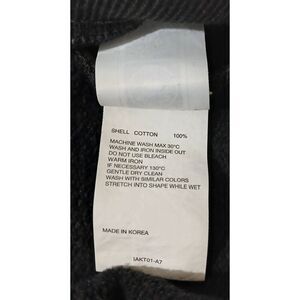 SHELL COTTON 100%
MACHINE WASH MAX 30°C
WASH AND IRON INSIDE OUT
DO NOT USE BLEACH
WARM IRON
IF NECESSARY 130°C
GENTLE DRY CLEAN
WASH WITH SIMILAR COLORS
STRETCH INTO SHAPE WHILE WET
MADE IN KOREA
IAKT01-A7